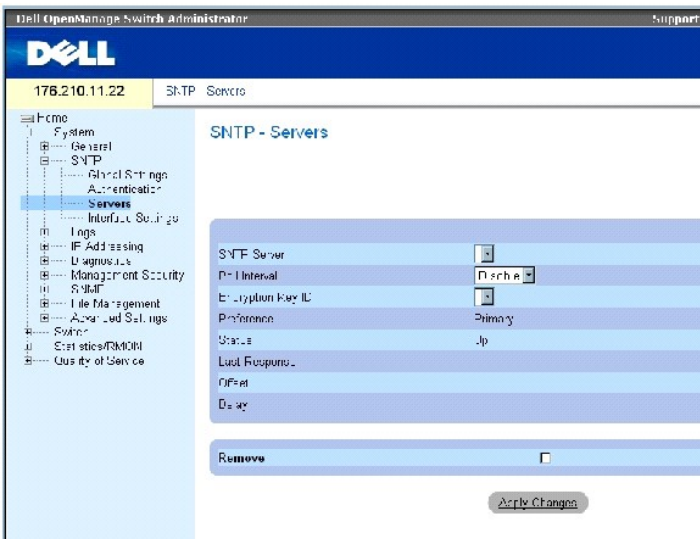 Dell OpenManage Switch Administrator Support
DELL
176.210.11.22 SNTP Servers
Home
System
General
SNTP
Global Settings
Authentication
Servers
Interface Settings
Logs
IP Addressing
Diagnostics
Management Security
SNMP
File Management
Advanced Settings
Switch
Statistics/RMON
Quality of Service
SNTP - Servers
SNTP Server
Poll Interval Disable
Encryption Key ID
Preference Primary
Status Up
Last Response
Offset
Delay
Remove
Apply Changes